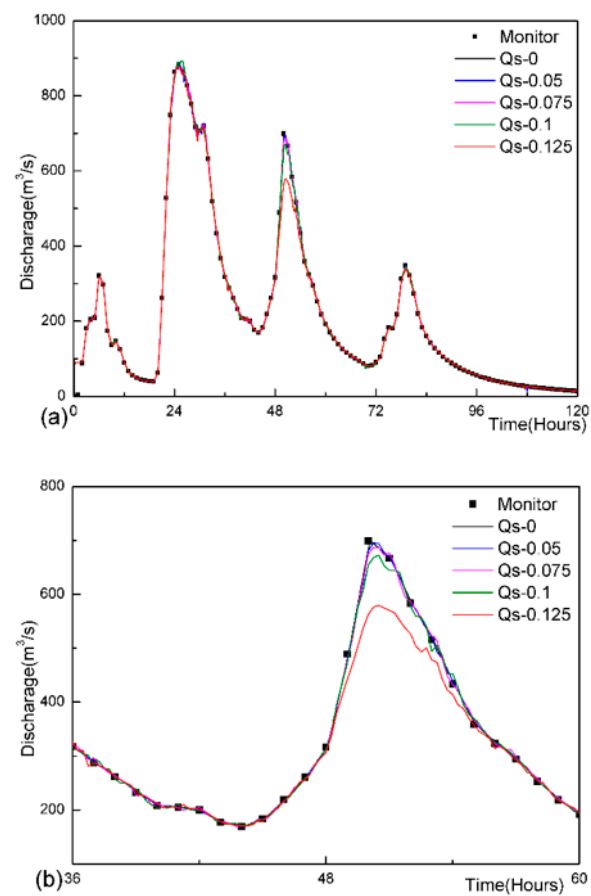 1000
800
600
400
200
0
Discharage(m³/s)
Monitor
Qs-0
Qs-0.05
Qs-0.075
Qs-0.1
Qs-0.125
0 24 48 72 96 120
(a)
Time(Hours)
800
600
400
200
Discharage(m³/s)
Monitor
Qs-0
Qs-0.05
Qs-0.075
Qs-0.1
Qs-0.125
36 48 60
(b)
Time(Hours)